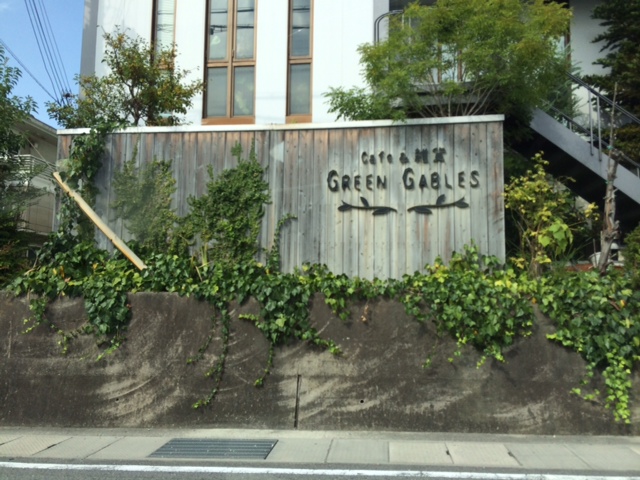 Cafe & 雑貨
GREEN GABLES